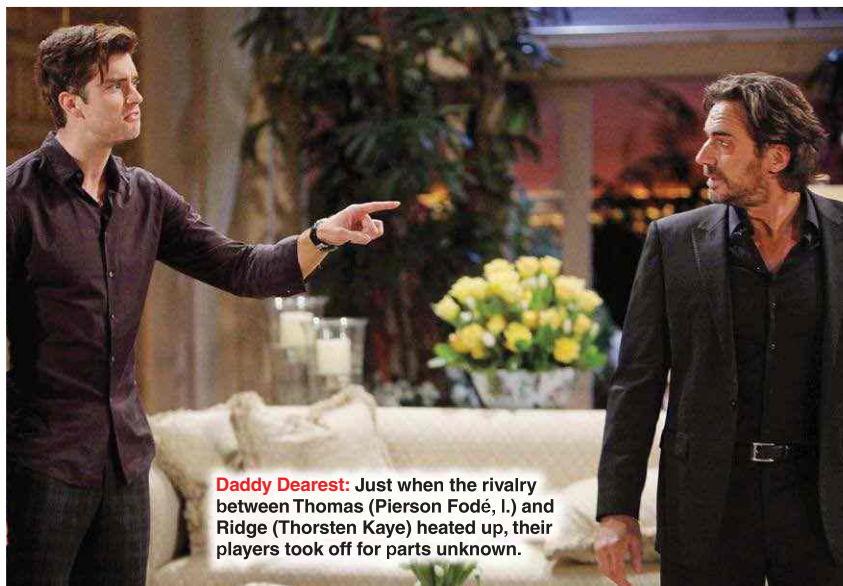 Daddy Dearest: Just when the rivalry
between Thomas (Pierson Fodé, l.) and
Ridge (Thorsten Kaye) heated up, their
players took off for parts unknown.